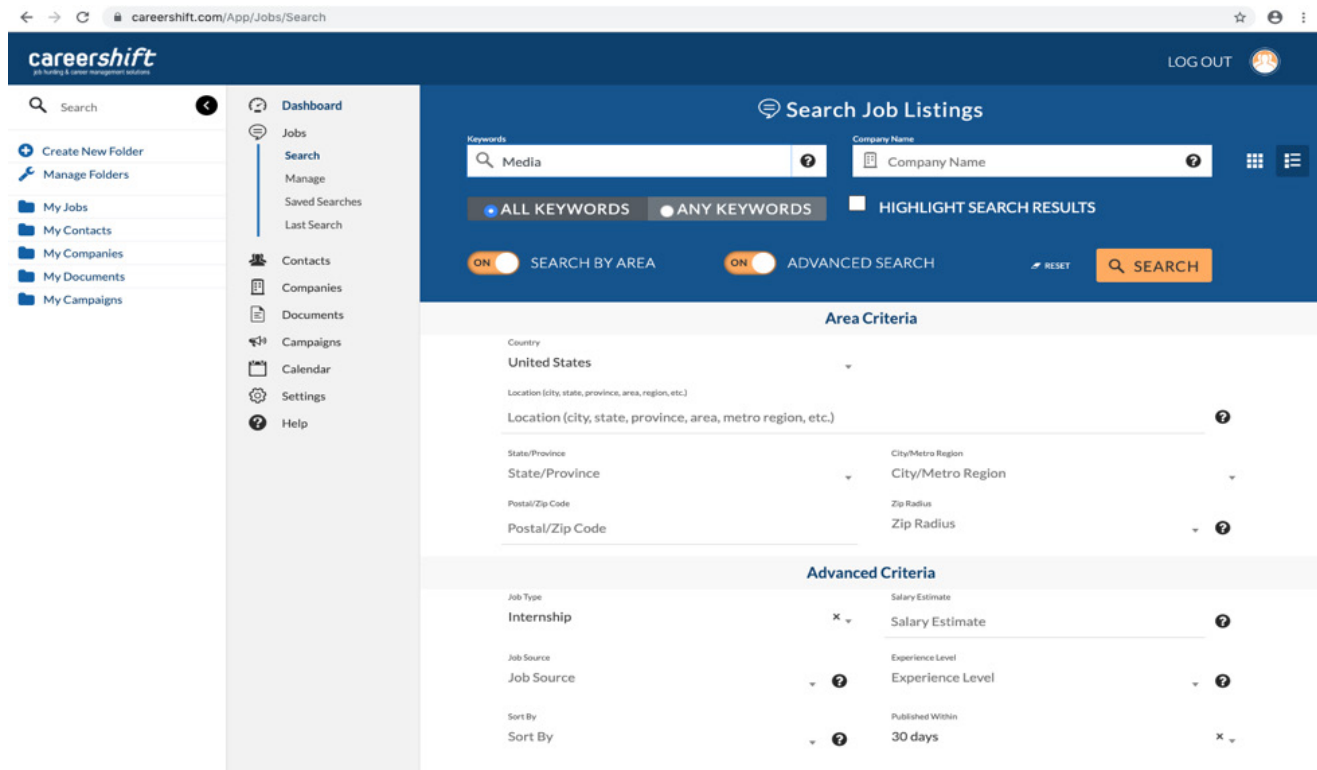 careershift.com/App/Jobs/Search
careershift
job hunting & career management solutions
LOG OUT
Search
Create New Folder
Manage Folders
My Jobs
My Contacts
My Companies
My Documents
My Campaigns
Dashboard
Jobs
Search
Manage
Saved Searches
Last Search
Contacts
Companies
Documents
Campaigns
Calendar
Settings
Help
Search Job Listings
Keywords
Company Name
Media
Company Name
ALL KEYWORDS ANY KEYWORDS HIGHLIGHT SEARCH RESULTS
ON SEARCH BY AREA ON ADVANCED SEARCH RESET SEARCH
Area Criteria
Country
United States
Location (city, state, province, area, region, etc.)
Location (city, state, province, area, metro region, etc.)
State/Province City/Metro Region
State/Province City/Metro Region
Postal/Zip Code Zip Radius
Postal/Zip Code Zip Radius
Advanced Criteria
Job Type Salary Estimate
Internship Salary Estimate
Job Source Experience Level
Job Source Experience Level
Sort By Published Within
Sort By 30 days